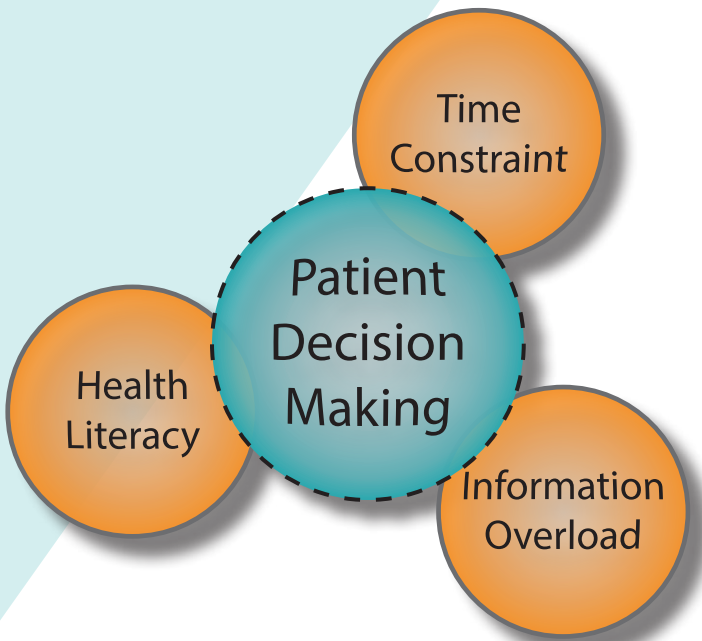 Time
Constraint
Patient
Decision
Making
Health
Literacy
Information
Overload